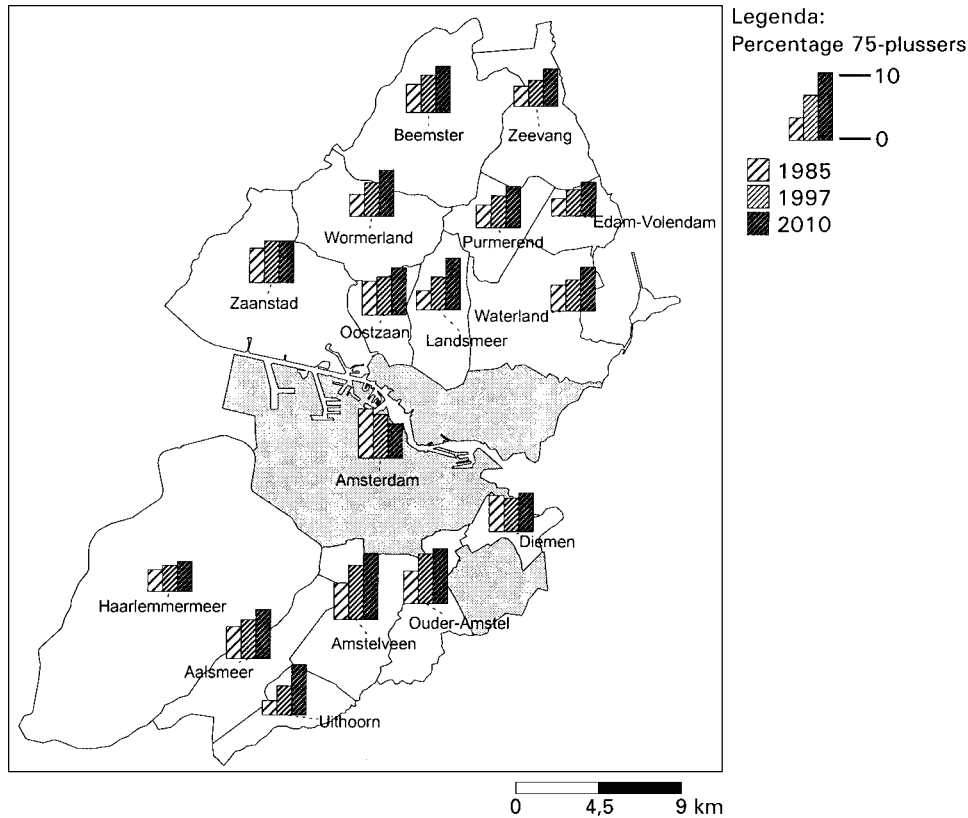 Legenda:
Percentage 75-plussers
10
0
1985
1997
2010
Beemster
Zeevang
Wormerland
Purmerend
Edam-Volendam
Zaanstad
Oostzaan
Landsmeer
Waterland
Amsterdam
Diemen
Haarlemmermeer
Aalsmeer
Amstelveen
Ouder-Amstel
Uithoorn
0 4,5 9 km